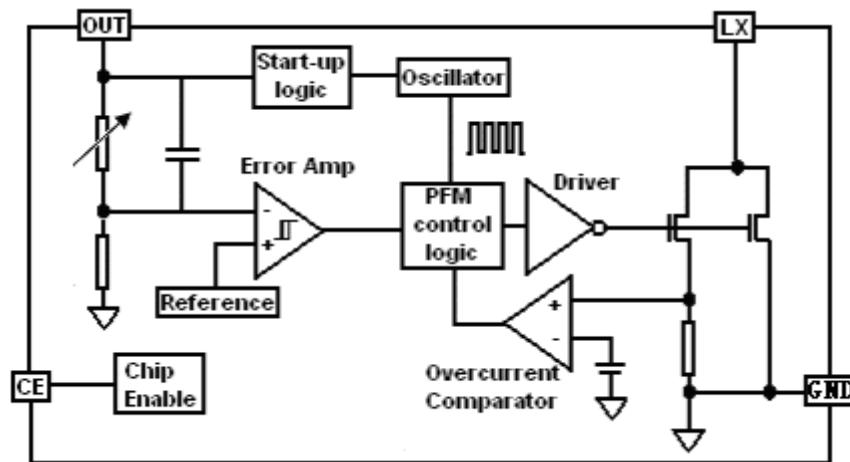 OUT
LX
Start-up
logic
Oscillator
Error Amp
PFM
control
logic
Driver
-
+
Reference
+
-
Overcurrent
Comparator
CE
Chip
Enable
GND